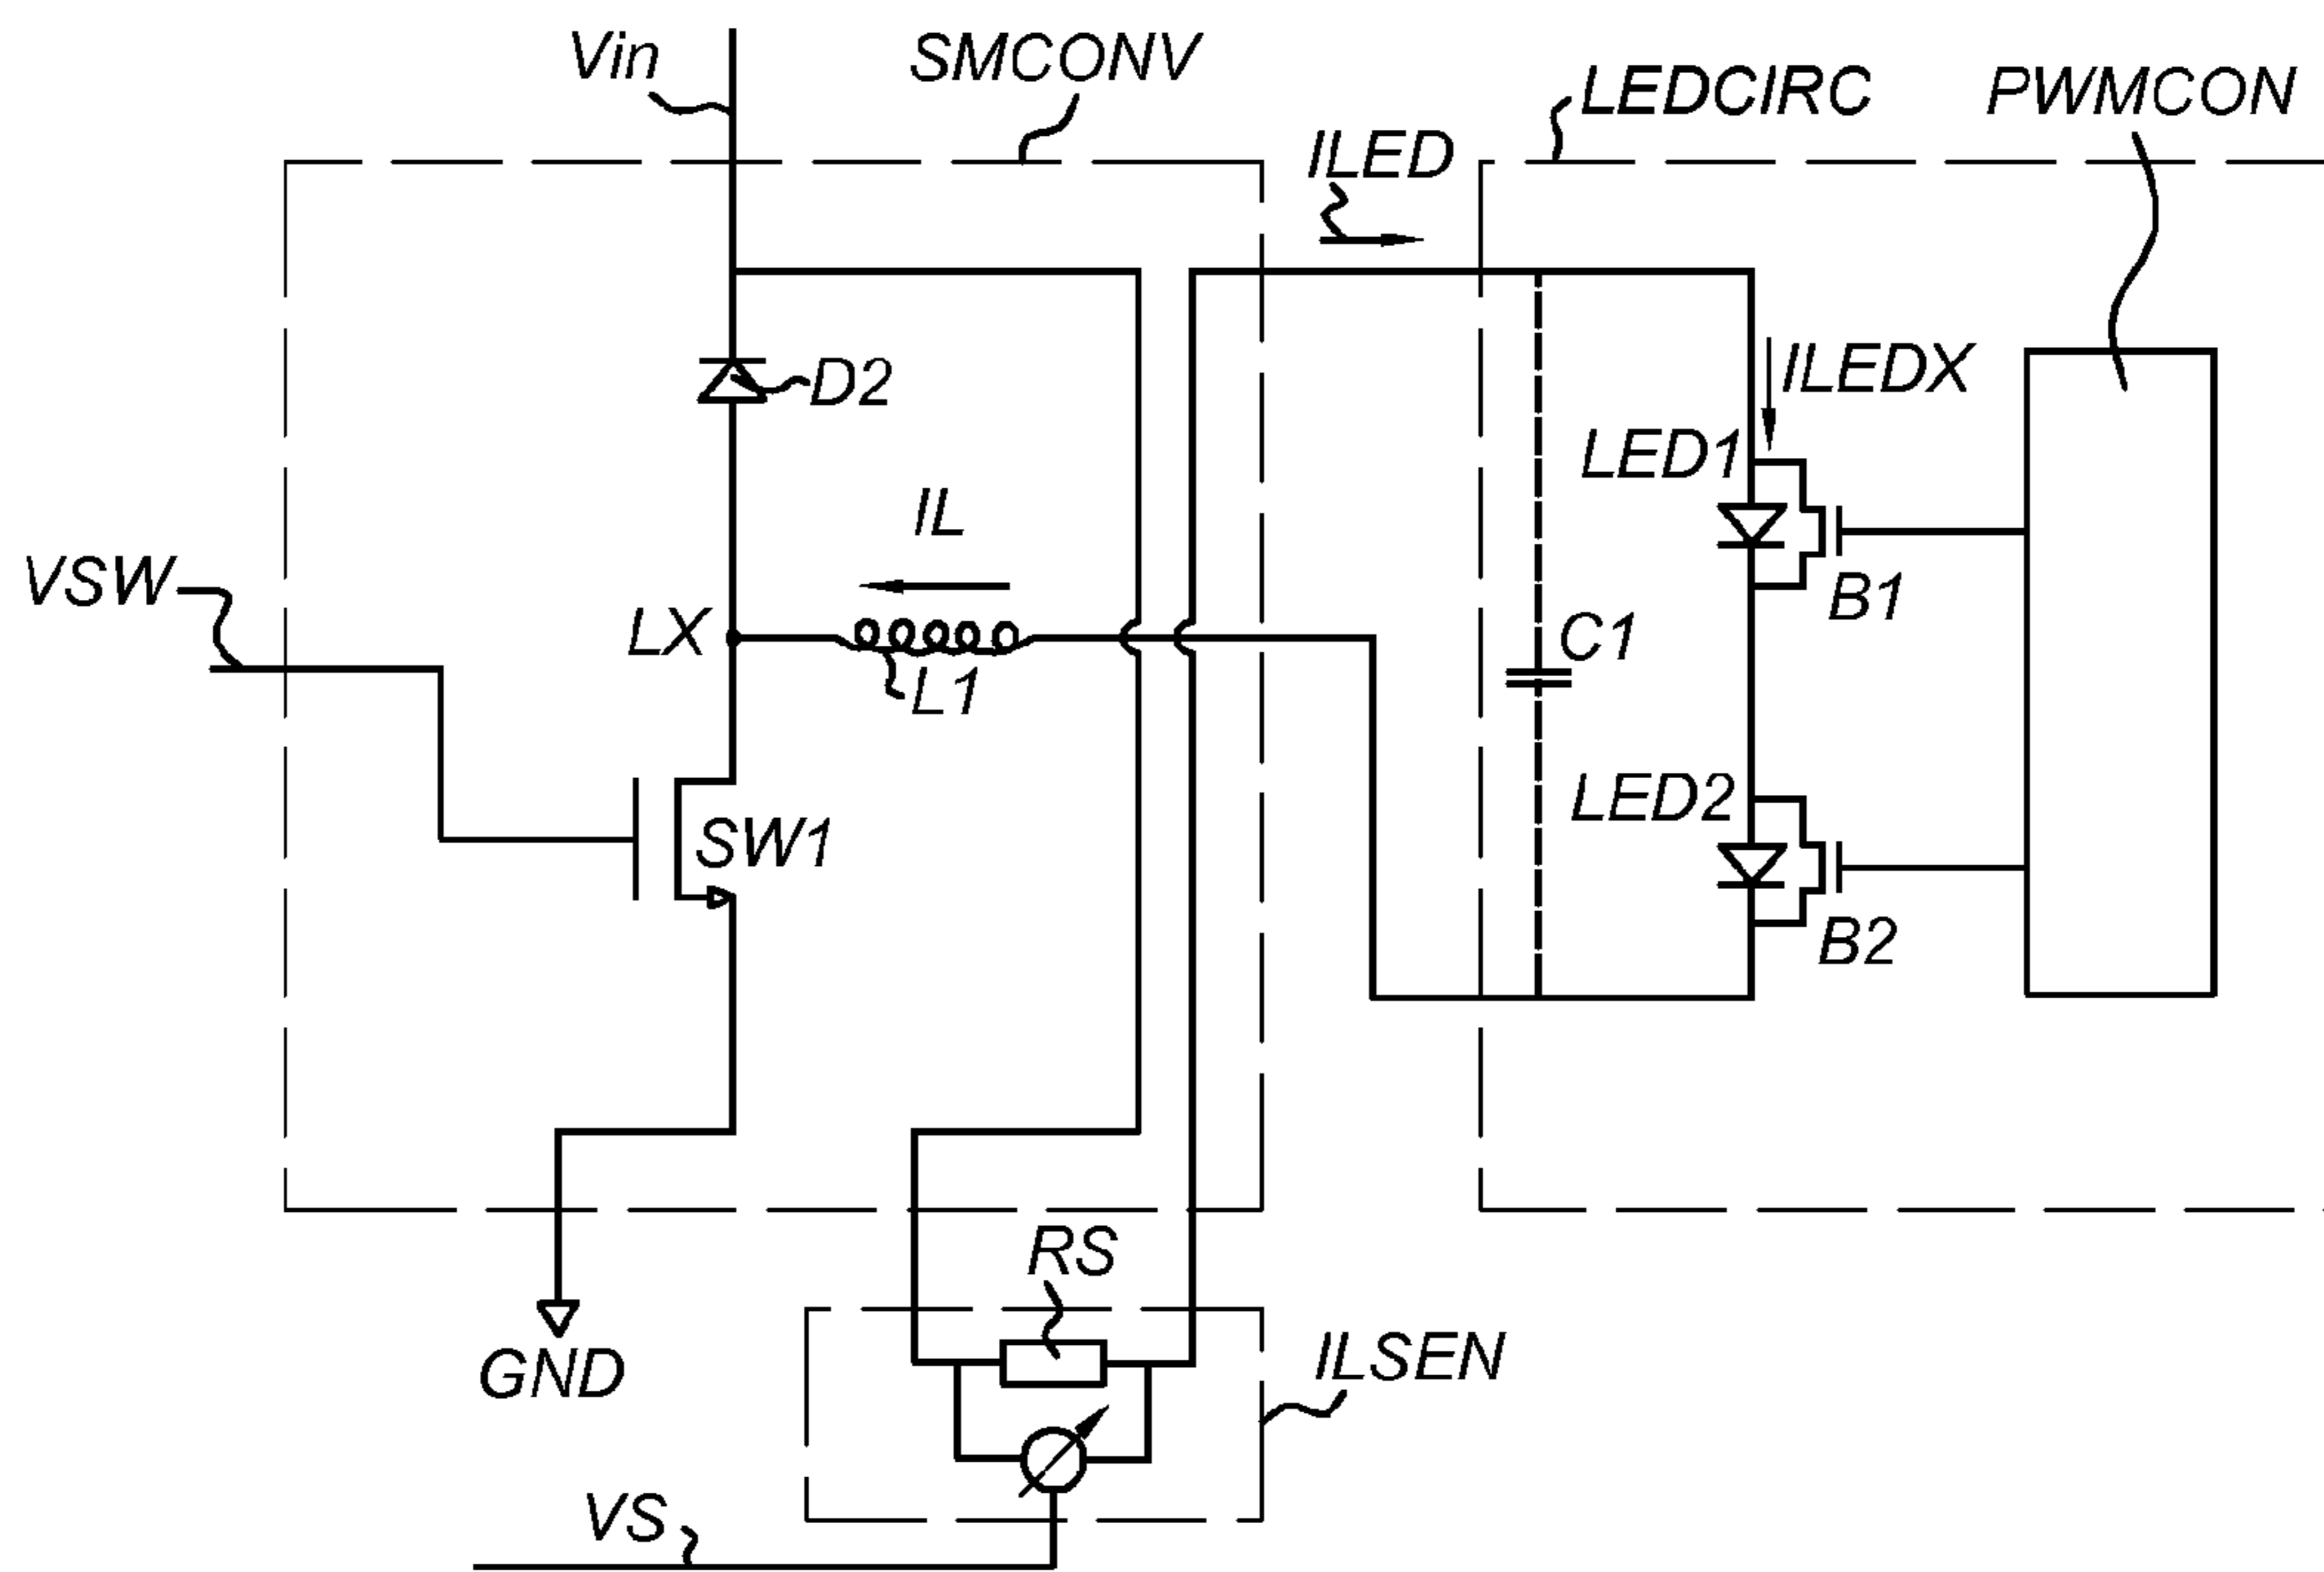 Vin
SMCONV
LEDCIRC
PWMCON
ILED
D2
ILEDX
LED1
IL
VSW
LX
B1
C1
L1
LED2
SW1
B2
RS
GND
ILSEN
VS